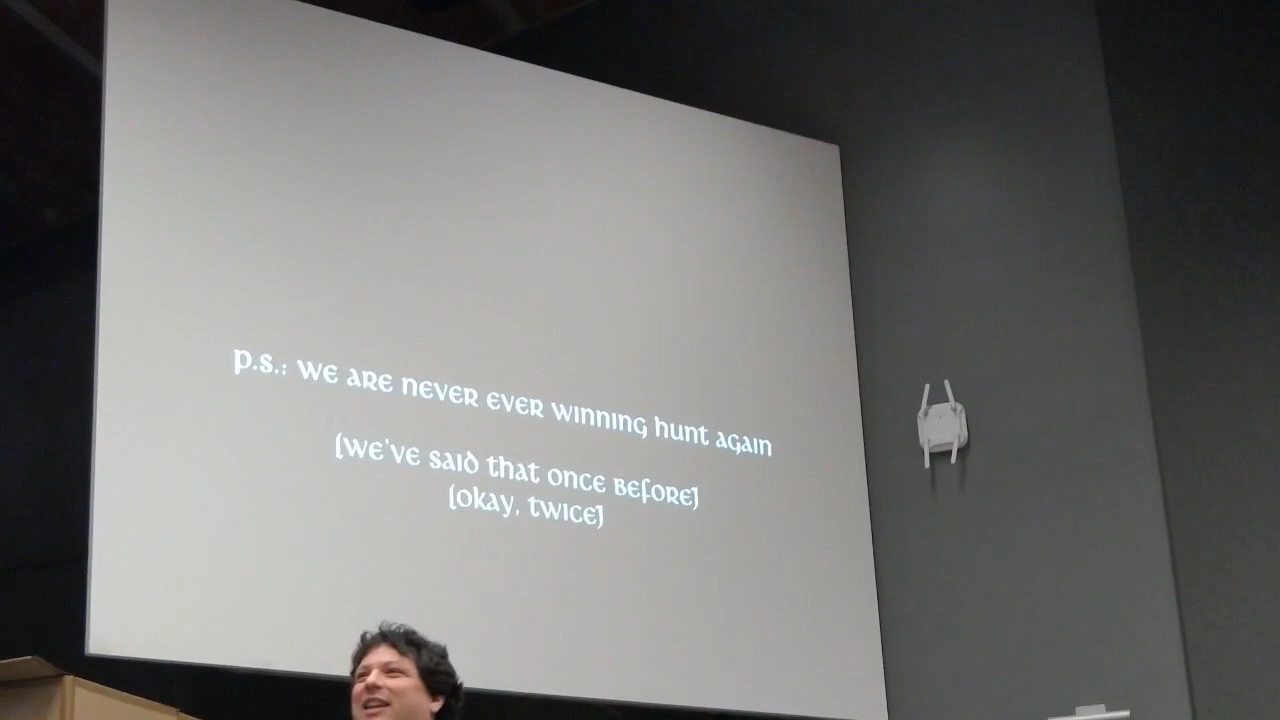 p.s.: we are never ever winning hunt again
[we've said that once before]
[okay, twice]